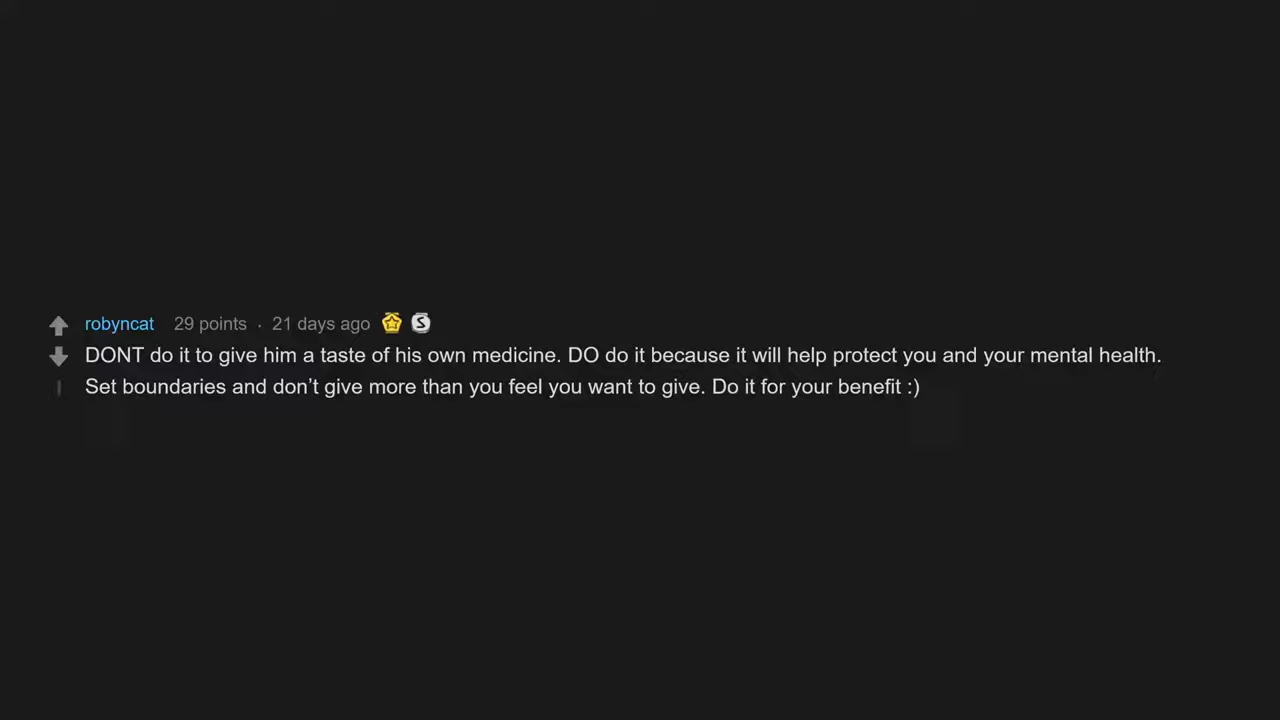 robyncat 29 points · 21 days ago
DONT do it to give him a taste of his own medicine. DO do it because it will help protect you and your mental health.
Set boundaries and don’t give more than you feel you want to give. Do it for your benefit :)